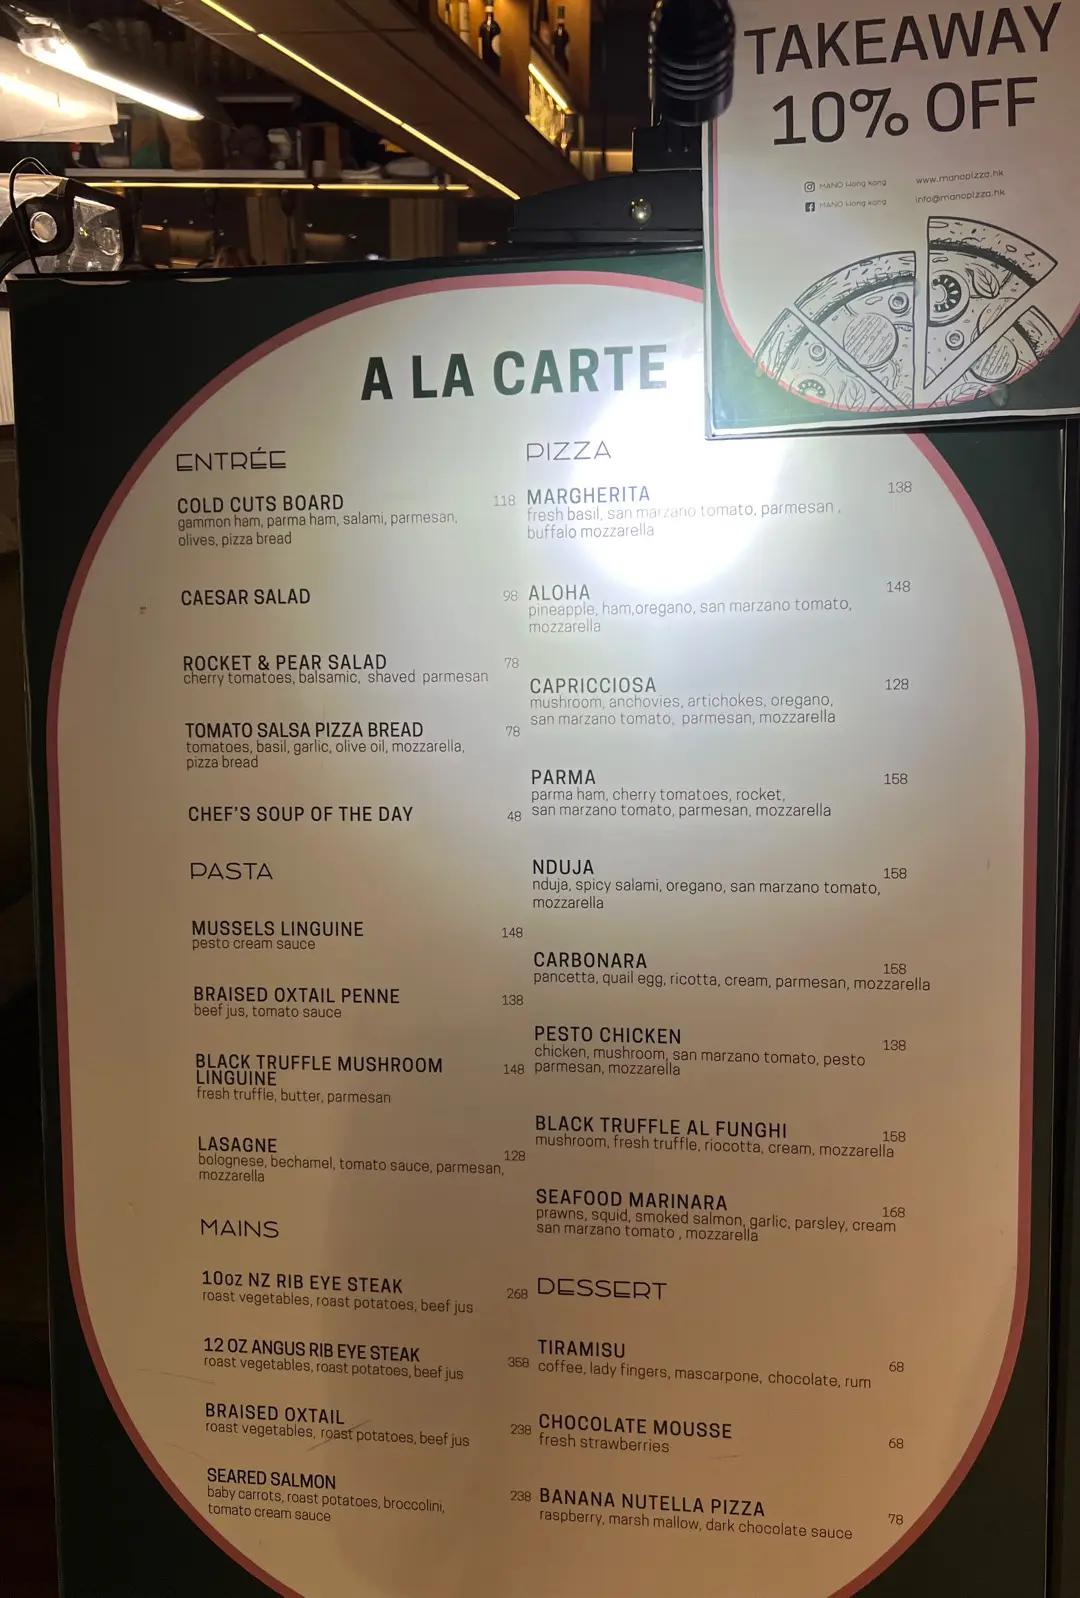 TAKEAWAY
10% OFF
MANO Hong Kong
www.manopizza.hk
MANO Hong Kong
info@manopizza.hk
A LA CARTE
ENTRÉE
COLD CUTS BOARD 118
gammon ham, parma ham, salami, parmesan,
olives, pizza bread
CAESAR SALAD 98
ROCKET & PEAR SALAD 78
cherry tomatoes, balsamic, shaved parmesan
TOMATO SALSA PIZZA BREAD 78
tomatoes, basil, garlic, olive oil, mozzarella,
pizza bread
CHEF'S SOUP OF THE DAY 48
PASTA
MUSSELS LINGUINE 148
pesto cream sauce
BRAISED OXTAIL PENNE 138
beef jus, tomato sauce
BLACK TRUFFLE MUSHROOM
LINGUINE 148
fresh truffle, butter, parmesan
LASAGNE 128
bolognese, bechamel, tomato sauce, parmesan,
mozzarella
MAINS
10oz NZ RIB EYE STEAK 268
roast vegetables, roast potatoes, beef jus
12 OZ ANGUS RIB EYE STEAK 358
roast vegetables, roast potatoes, beef jus
BRAISED OXTAIL 238
roast vegetables, roast potatoes, beef jus
SEARED SALMON 238
baby carrots, roast potatoes, broccolini,
tomato cream sauce
PIZZA
MARGHERITA 138
fresh basil, san marzano tomato, parmesan ,
buffalo mozzarella
ALOHA 148
pineapple, ham,oregano, san marzano tomato,
mozzarella
CAPRICCIOSA 128
mushroom, anchovies, artichokes, oregano,
san marzano tomato, parmesan, mozzarella
PARMA 158
parma ham, cherry tomatoes, rocket,
san marzano tomato, parmesan, mozzarella
NDUJA 158
nduja, spicy salami, oregano, san marzano tomato,
mozzarella
CARBONARA 158
pancetta, quail egg, ricotta, cream, parmesan, mozzarella
PESTO CHICKEN 138
chicken, mushroom, san marzano tomato, pesto
parmesan, mozzarella
BLACK TRUFFLE AL FUNGHI 158
mushroom, fresh truffle, riocotta, cream, mozzarella
SEAFOOD MARINARA 168
prawns, squid, smoked salmon, garlic, parsley, cream
san marzano tomato , mozzarella
DESSERT
TIRAMISU 68
coffee, lady fingers, mascarpone, chocolate, rum
CHOCOLATE MOUSSE 68
fresh strawberries
BANANA NUTELLA PIZZA 78
raspberry, marsh mallow, dark chocolate sauce